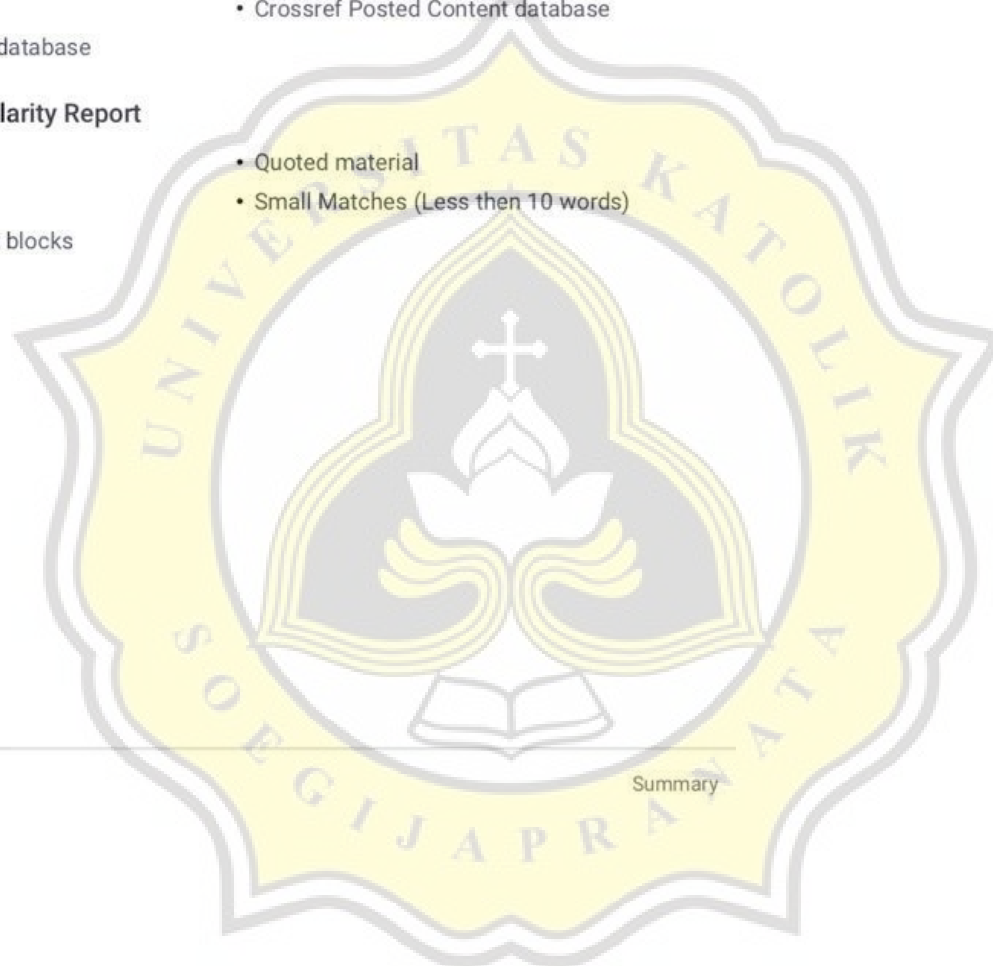 • Crossref Posted Content database
database
larity Report
• Quoted material
• Small Matches (Less then 10 words)
blocks
UNIVERSITAS KATOLIK
SOEGIJAPRANATA
Summary